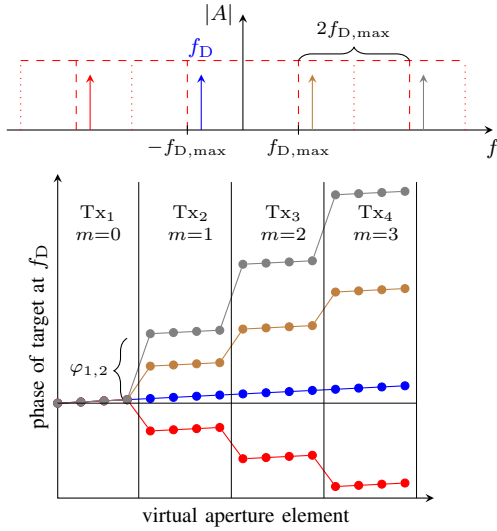 |A|
2f_D,max
f_D
−f_D,max
f_D,max
f
Tx₁ Tx₂ Tx₃ Tx₄
m=0 m=1 m=2 m=3
φ₁,₂
phase of target at f_D
virtual aperture element